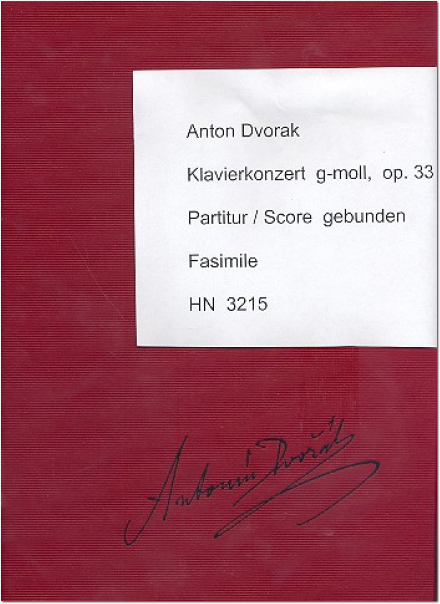 Anton Dvorak
Klavierkonzert g-moll, op. 33
Partitur / Score gebunden
Fasimile
HN 3215
Antonín Dvořák